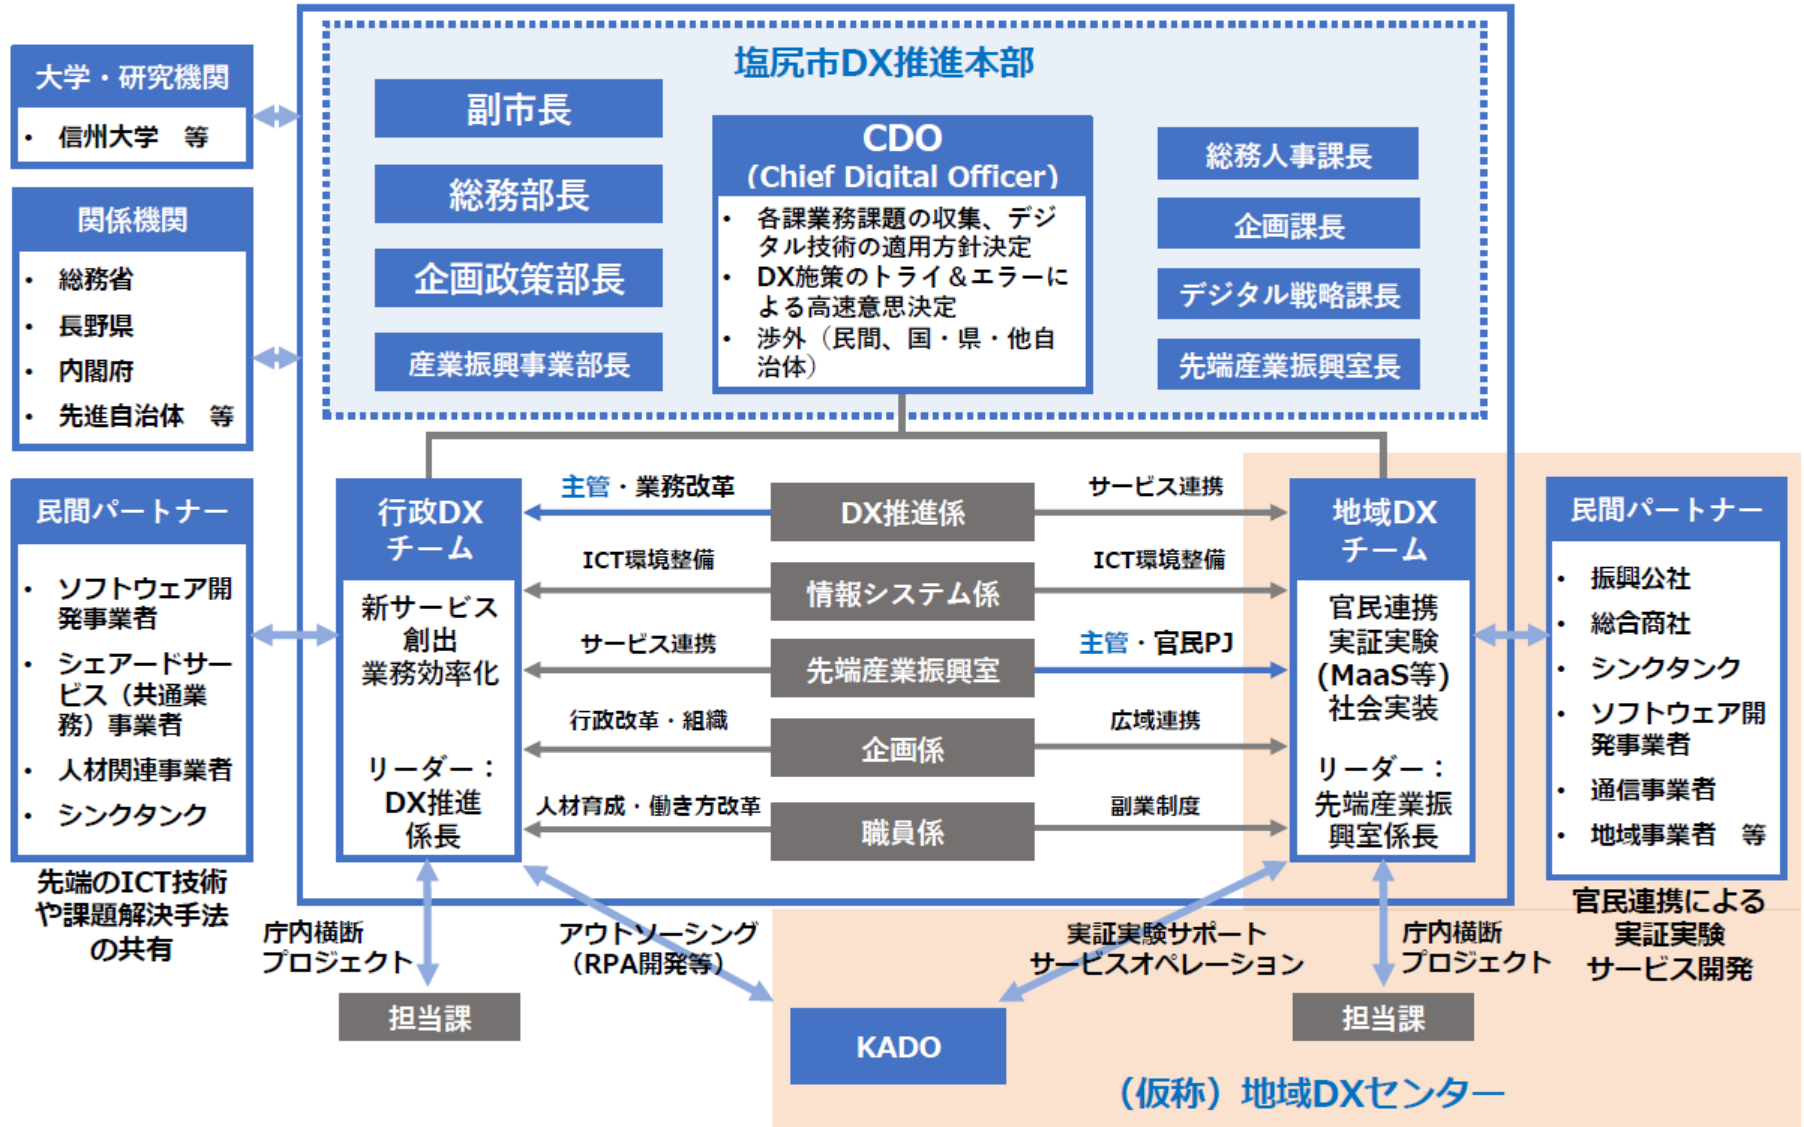 塩尻市DX推進本部
大学・研究機関
• 信州大学　等
関係機関
• 総務省
• 長野県
• 内閣府
• 先進自治体　等
副市長
総務部長
企画政策部長
産業振興事業部長
CDO
(Chief Digital Officer)
• 各課業務課題の収集、デジ
タル技術の適用方針決定
• DX施策のトライ＆エラーに
よる高速意思決定
• 渉外（民間、国・県・他自
治体）
総務人事課長
企画課長
デジタル戦略課長
先端産業振興室長
民間パートナー
• ソフトウェア開
発事業者
• シェアードサー
ビス（共通業
務）事業者
• 人材関連事業者
• シンクタンク
先端のICT技術
や課題解決手法
の共有
行政DX
チーム
新サービス
創出
業務効率化
リーダー：
DX推進
係長
主管・業務改革
ICT環境整備
サービス連携
行政改革・組織
人材育成・働き方改革
DX推進係
情報システム係
先端産業振興室
企画係
職員係
サービス連携
ICT環境整備
主管・官民PJ
広域連携
副業制度
地域DX
チーム
官民連携
実証実験
(MaaS等)
社会実装
リーダー：
先端産業振
興室係長
民間パートナー
• 振興公社
• 総合商社
• シンクタンク
• ソフトウェア開
発事業者
• 通信事業者
• 地域事業者　等
官民連携による
実証実験
サービス開発
庁内横断
プロジェクト
アウトソーシング
（RPA開発等）
実証実験サポート
サービスオペレーション
庁内横断
プロジェクト
担当課
KADO
担当課
（仮称）地域DXセンター